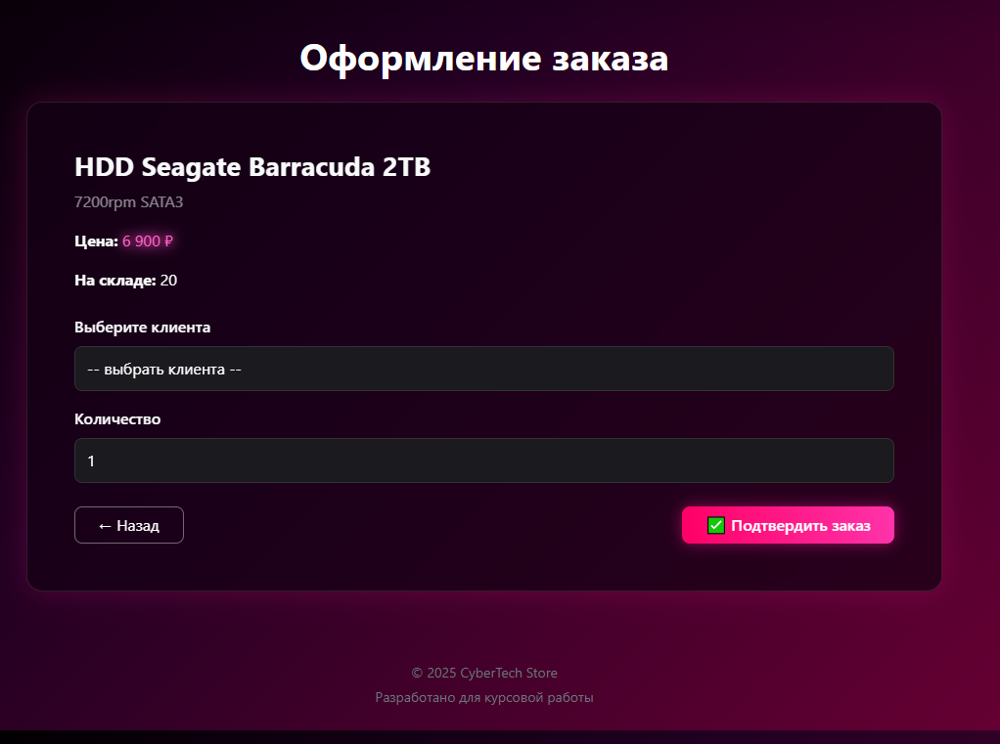 Оформление заказа
HDD Seagate Barracuda 2TB
7200rpm SATA3
Цена: 6 900 ₽
На складе: 20
Выберите клиента
-- выбрать клиента --
Количество
1
← Назад
✅ Подтвердить заказ
© 2025 CyberTech Store
Разработано для курсовой работы